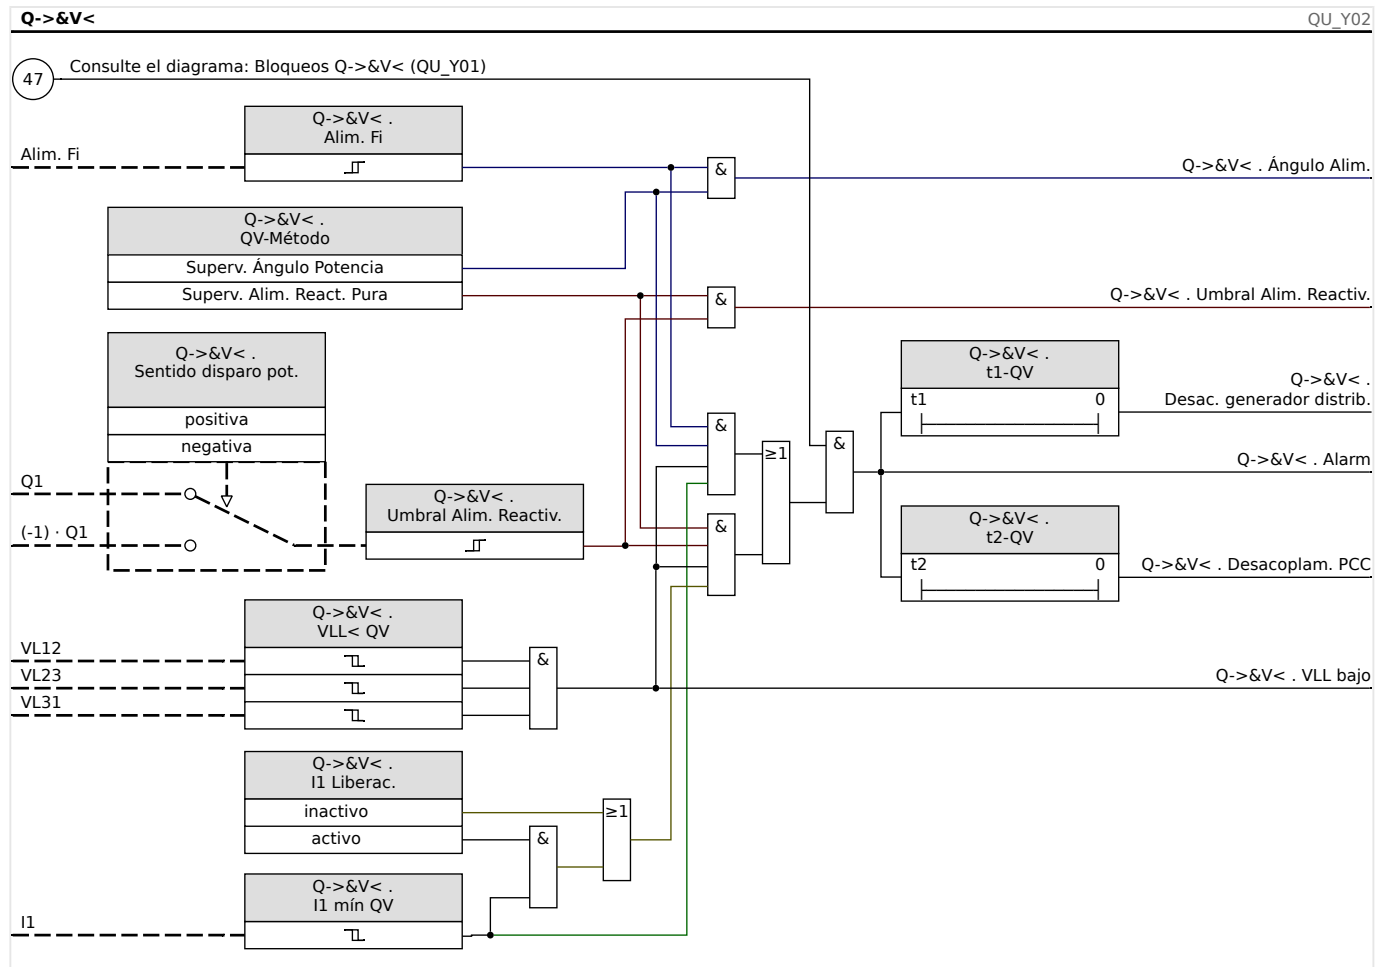 Q->&V<
QU_Y02
47
Consulte el diagrama: Bloqueos Q->&V< (QU_Y01)
Q->&V< .
Alim. Fi
Alim. Fi
&
Q->&V< . Ángulo Alim.
Q->&V< .
QV-Método
Superv. Ángulo Potencia
Superv. Alim. React. Pura
&
Q->&V< . Umbral Alim. Reactiv.
Q->&V< .
Sentido disparo pot.
positiva
negativa
Q1
(-1) · Q1
Q->&V< .
Umbral Alim. Reactiv.
&
&
≥1
&
Q->&V< .
t1-QV
t1 0
Q->&V< .
Desac. generador distrib.
Q->&V< . Alarm
Q->&V< .
t2-QV
t2 0
Q->&V< . Desacoplam. PCC
Q->&V< .
VLL< QV
VL12
VL23
VL31
&
Q->&V< . VLL bajo
Q->&V< .
I1 Liberac.
inactivo
activo
&
≥1
Q->&V< .
I1 mín QV
I1